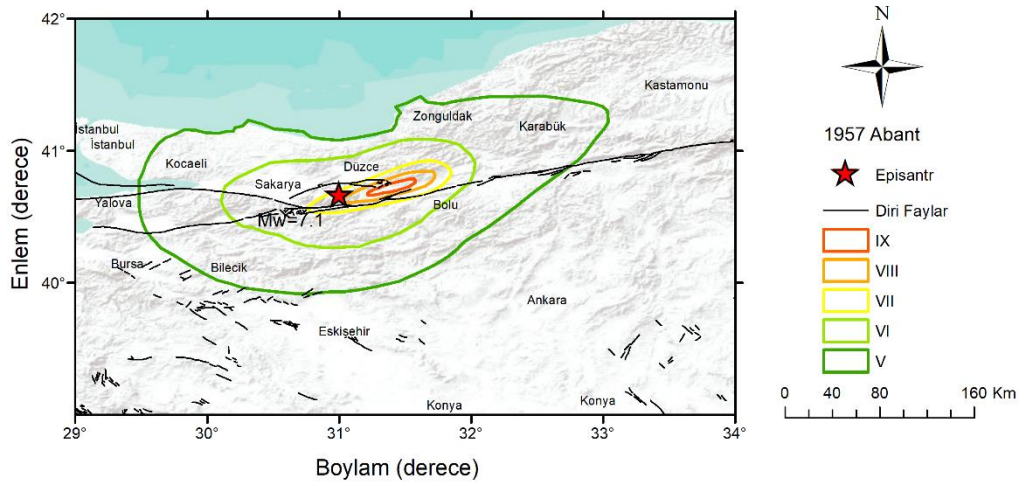 42°
41°
40°
Enlem (derece)
Kastamonu
Zonguldak
Karabük
İstanbul
İstanbul
Kocaeli
Düzce
Sakarya
Yalova
Bolu
Mw=7.1
Bursa
Bilecik
Ankara
Eskişehir
Konya
Konya
29°
30°
31°
32°
33°
34°
Boylam (derece)
N
1957 Abant
Episantr
Diri Faylar
IX
VIII
VII
VI
V
0 40 80 160 Km